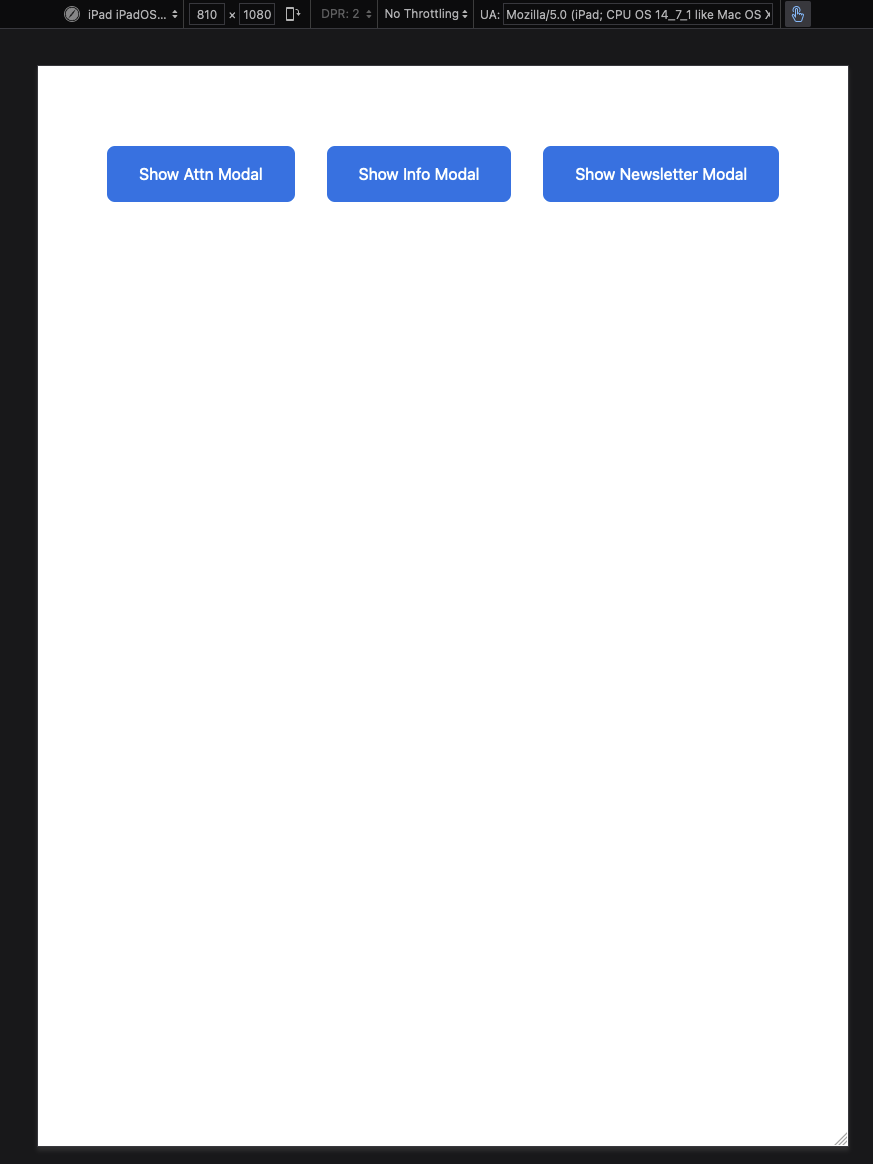 iPad iPadOS... 810 × 1080 DPR: 2 No Throttling UA: Mozilla/5.0 (iPad; CPU OS 14_7_1 like Mac OS X
Show Attn Modal Show Info Modal Show Newsletter Modal